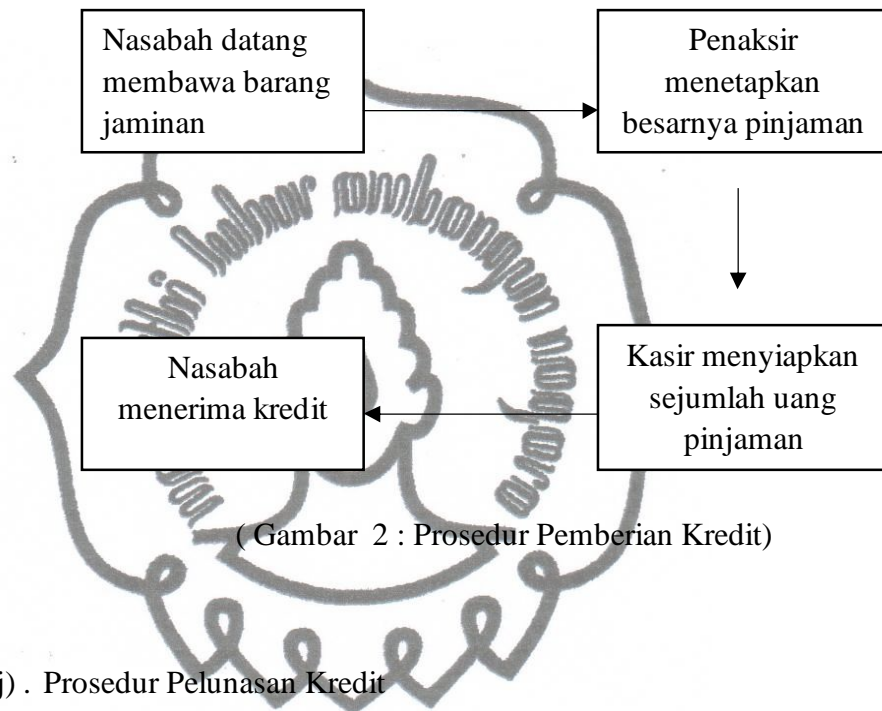 Nasabah datang
membawa barang
jaminan
Penaksir
menetapkan
besarnya pinjaman
Kasir menyiapkan
sejumlah uang
pinjaman
Nasabah
menerima kredit
( Gambar 2 : Prosedur Pemberian Kredit)
j) . Prosedur Pelunasan Kredit